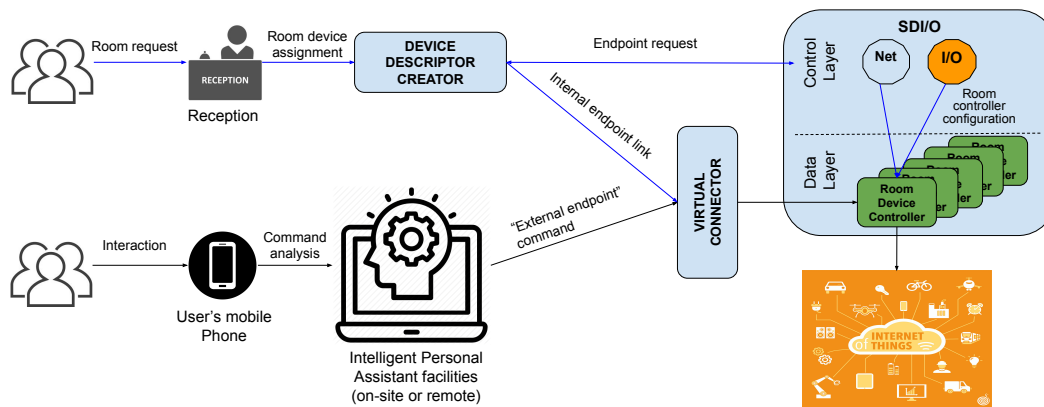 Room request
RECEPTION
Reception
Room device
assignment
DEVICE
DESCRIPTOR
CREATOR
Endpoint request
Internal endpoint link
SDI/O
Control
Layer
Net
I/O
Room
controller
configuration
Data
Layer
Room
Device
Controller
VIRTUAL
CONNECTOR
Interaction
User's mobile
Phone
Command
analysis
Intelligent Personal
Assistant facilities
(on-site or remote)
“External endpoint”
command
INTERNET
of THINGS